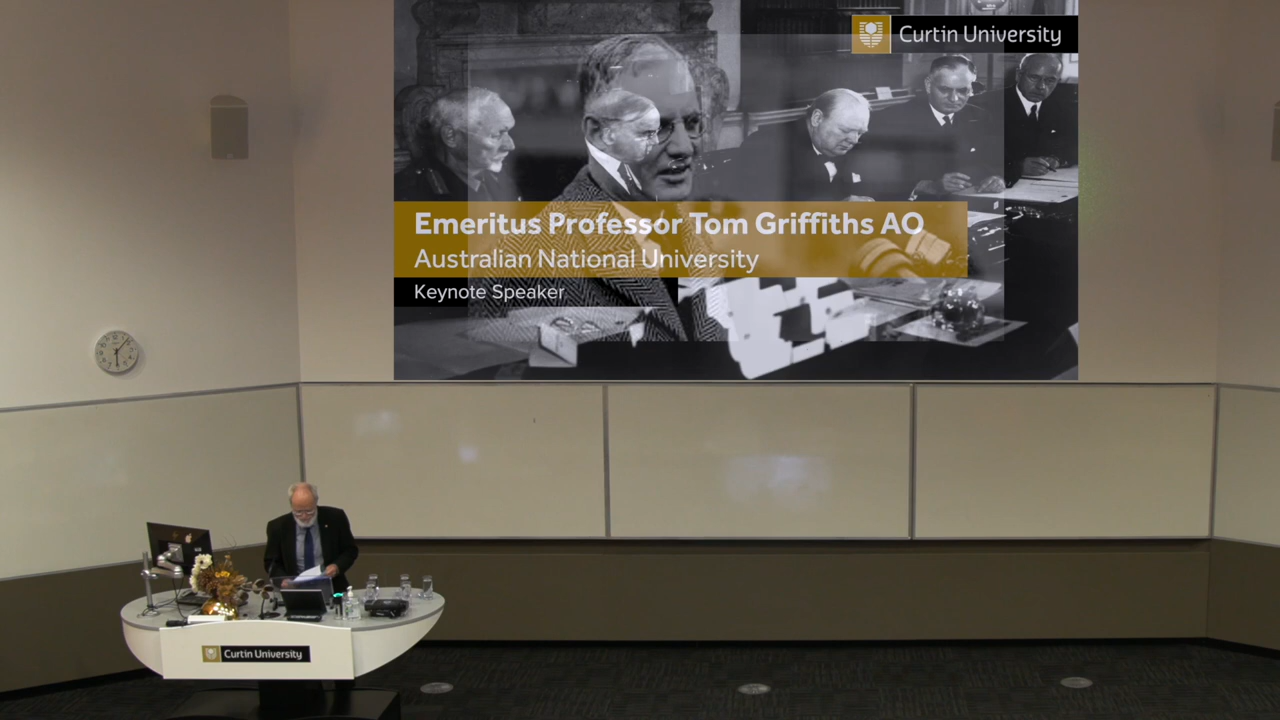 Curtin University
Emeritus Professor Tom Griffiths AO
Australian National University
Keynote Speaker
Curtin University